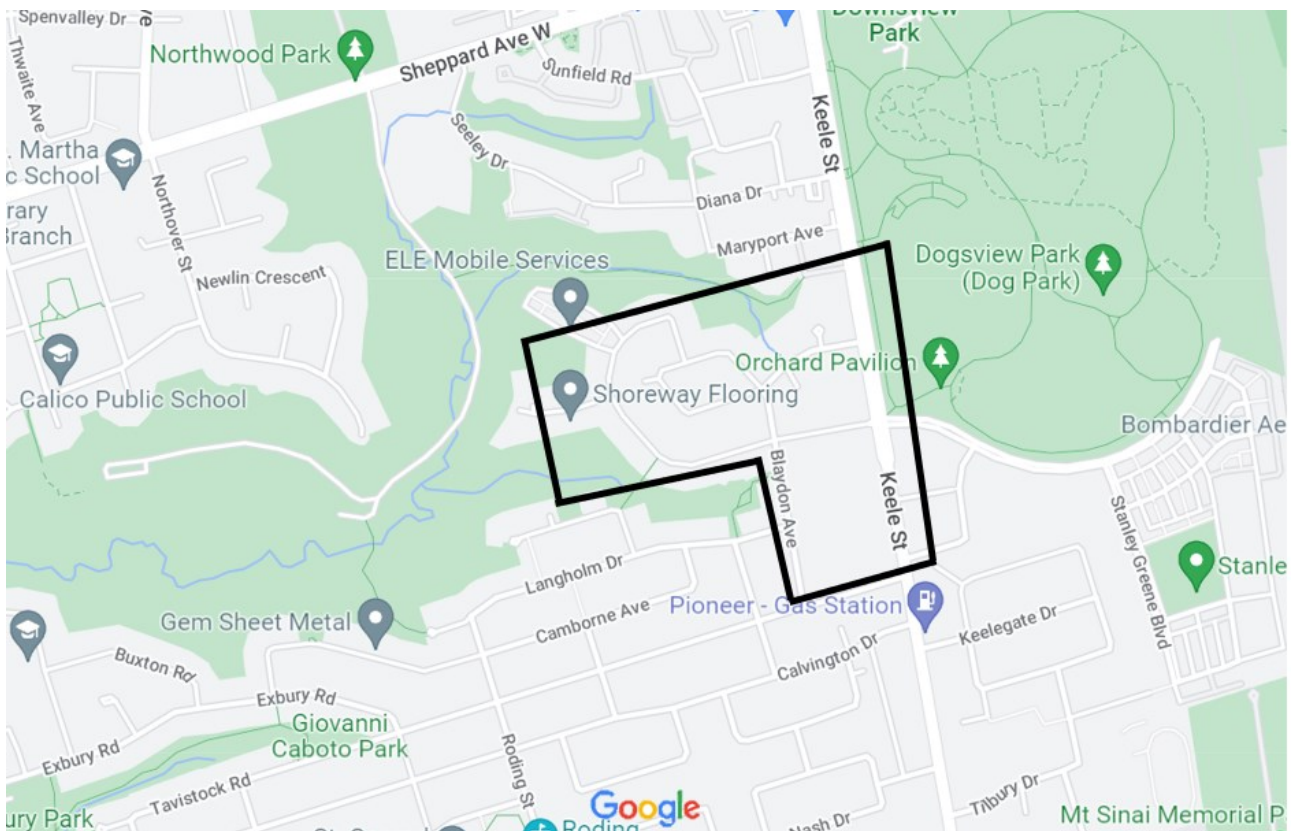 Spenvalley Dr
ve
Downsview
Park
Northwood Park
Sheppard Ave W
Sunfield Rd
Thwaite Ave
Keele St
Seeley Dr
. Martha
c School
Northover St
rary
Branch
Diana Dr
Maryport Ave
Newlin Crescent
ELE Mobile Services
Dogsview Park
(Dog Park)
Orchard Pavilion
Calico Public School
Shoreway Flooring
Bombardier Ae
Blaydon Ave
Keele St
Stanley Greene Blvd
Langholm Dr
Stanle
Camborne Ave
Pioneer - Gas Station
Gem Sheet Metal
Keelegate Dr
Calvington Dr
Buxton Rd
Exbury Rd
Giovanni
Caboto Park
Exbury Rd
Roding St
Tavistock Rd
Tilbury Dr
ury Park
Google
Roding
Nash Dr
Mt Sinai Memorial P